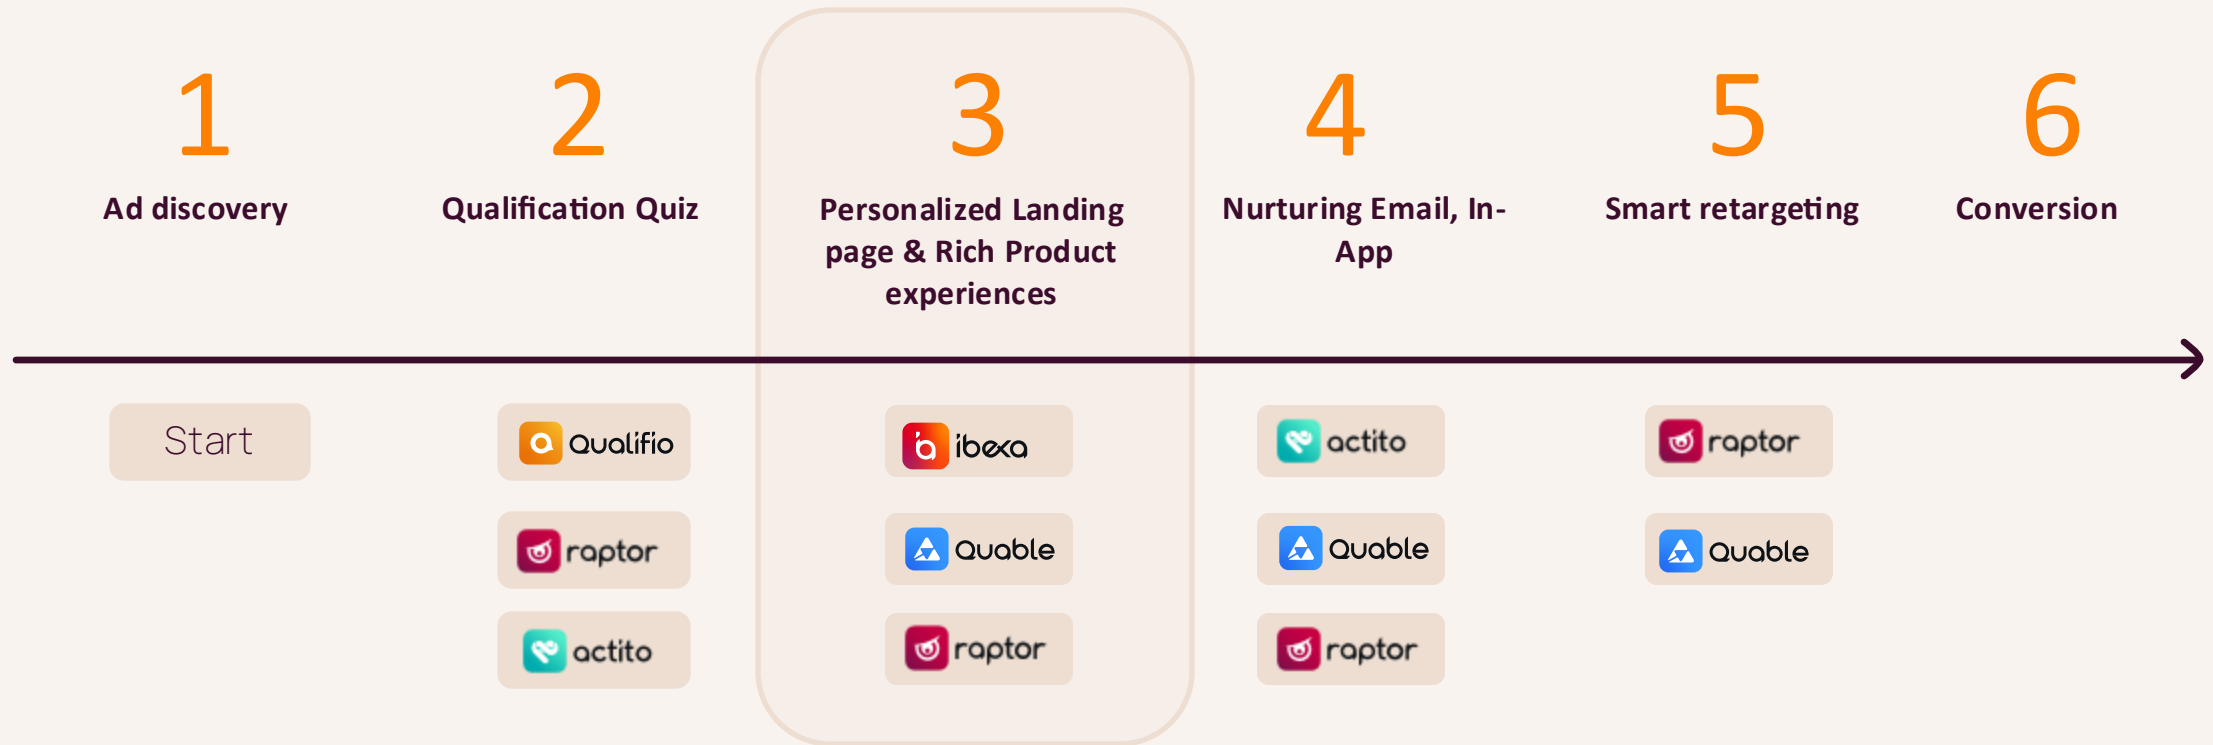 1
2
3
4
5
6
Ad discovery
Qualification Quiz
Personalized Landing
page & Rich Product
experiences
Nurturing Email, In-
App
Smart retargeting
Conversion
Start
Qualifio
raptor
actito
ibexa
Quable
raptor
actito
Quable
raptor
raptor
Quable